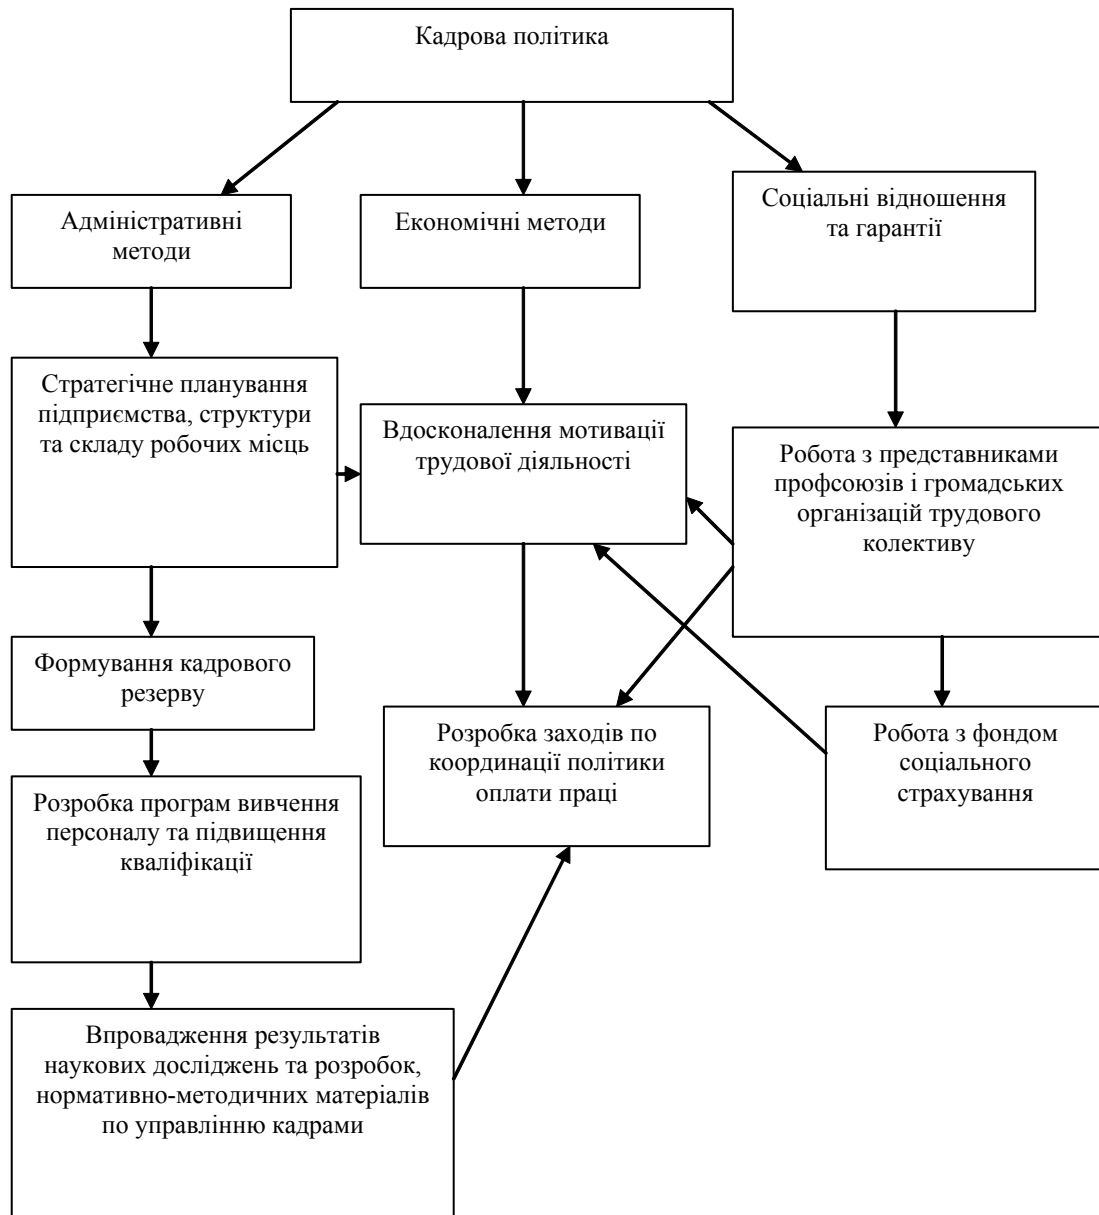 Кадрова політика
Адміністративні
методи
Економічні методи
Соціальні відношення
та гарантії
Стратегічне планування
підприємства, структури
та складу робочих місць
Вдосконалення мотивації
трудової діяльності
Робота з представниками
профсоюзів і громадських
організацій трудового
колективу
Формування кадрового
резерву
Розробка заходів по
координації політики
оплати праці
Робота з фондом
соціального
страхування
Розробка програм вивчення
персоналу та підвищення
кваліфікації
Впровадження результатів
наукових досліджень та розробок,
нормативно-методичних матеріалів
по управлінню кадрами